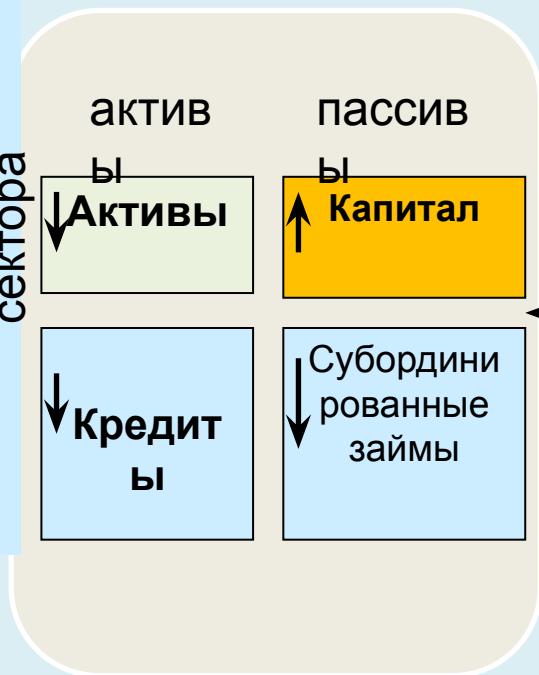 сектора
актив
ы
пассив
ы
Активы
Капитал
Кредит
ы
Субордини
рованные
займы